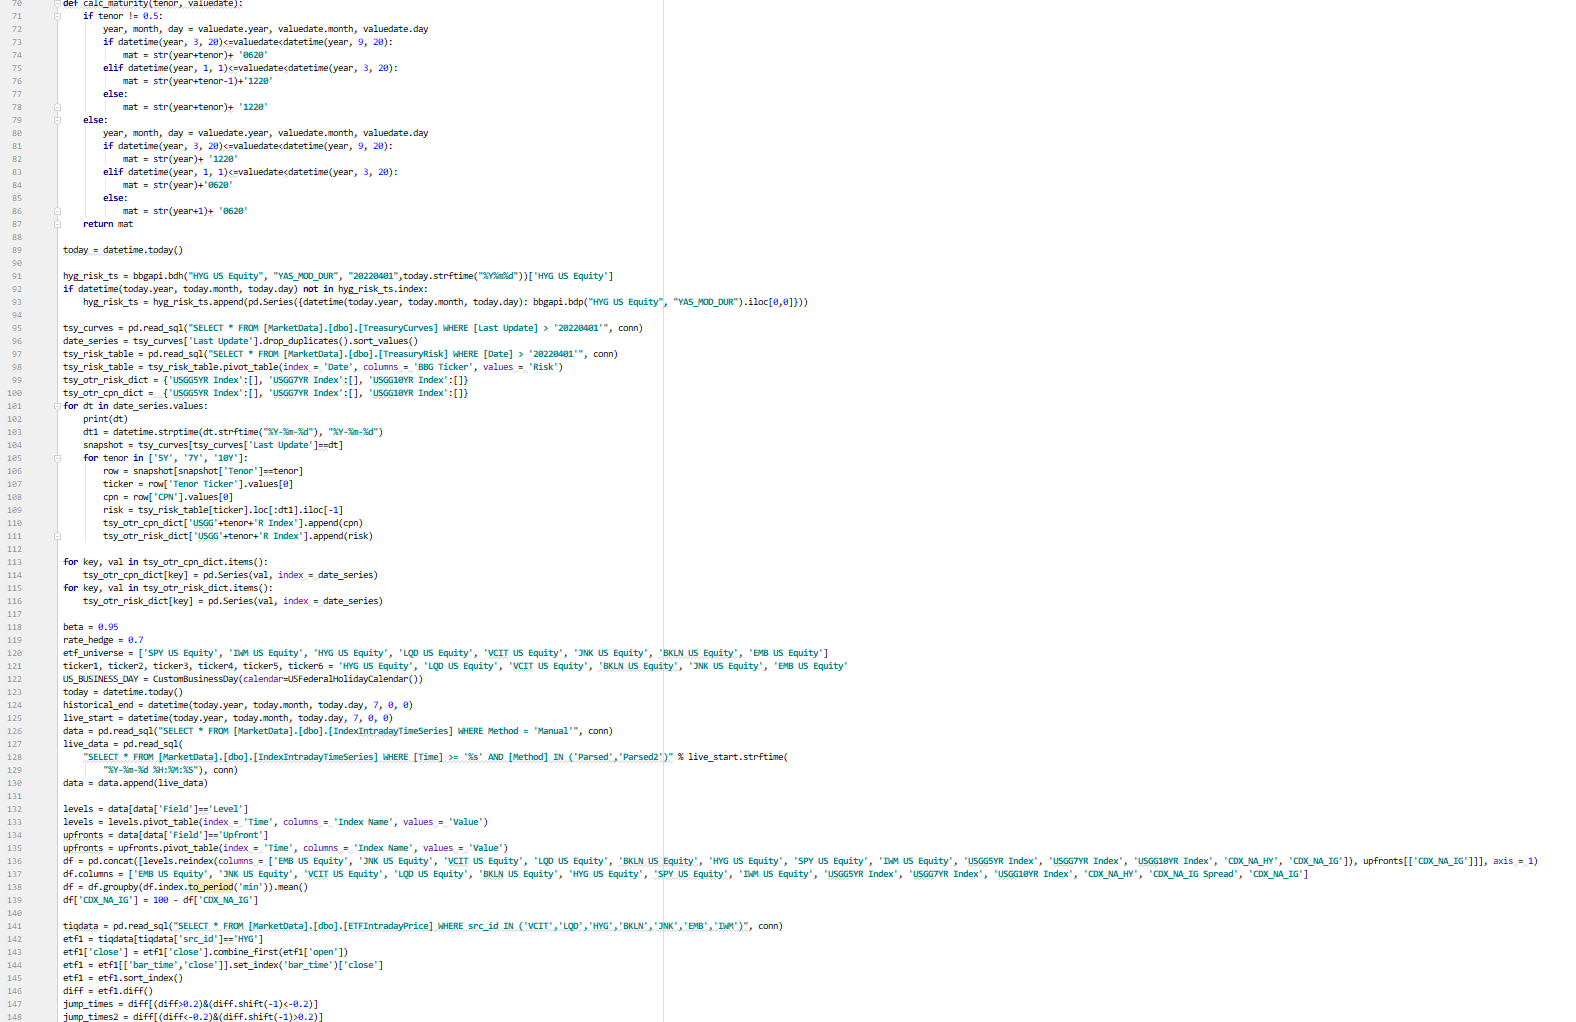 70 def calc_maturity(tenor, valuedate):
71     if tenor != 0.5:
72         year, month, day = valuedate.year, valuedate.month, valuedate.day
73         if datetime(year, 3, 20)<=valuedate<datetime(year, 9, 20):
74             mat = str(year+tenor)+ '0620'
75         elif datetime(year, 1, 1)<=valuedate<datetime(year, 3, 20):
76             mat = str(year+tenor-1)+'1220'
77         else:
78             mat = str(year+tenor)+ '1220'
79     else:
80         year, month, day = valuedate.year, valuedate.month, valuedate.day
81         if datetime(year, 3, 20)<=valuedate<datetime(year, 9, 20):
82             mat = str(year)+ '1220'
83         elif datetime(year, 1, 1)<=valuedate<datetime(year, 3, 20):
84             mat = str(year)+'0620'
85         else:
86             mat = str(year+1)+ '0620'
87     return mat
88
89 today = datetime.today()
90
91 hyg_risk_ts = bbgapi.bdh("HYG US Equity", "YAS_MOD_DUR", "20220401",today.strftime("%Y%m%d"))['HYG US Equity']
92 if datetime(today.year, today.month, today.day) not in hyg_risk_ts.index:
93     hyg_risk_ts = hyg_risk_ts.append(pd.Series({datetime(today.year, today.month, today.day): bbgapi.bdp("HYG US Equity", "YAS_MOD_DUR").iloc[0,0]}))
94
95 tsy_curves = pd.read_sql("SELECT * FROM [MarketData].[dbo].[TreasuryCurves] WHERE [Last Update] > '20220401'", conn)
96 date_series = tsy_curves['Last Update'].drop_duplicates().sort_values()
97 tsy_risk_table = pd.read_sql("SELECT * FROM [MarketData].[dbo].[TreasuryRisk] WHERE [Date] > '20220401'", conn)
98 tsy_risk_table = tsy_risk_table.pivot_table(index = 'Date', columns = 'BBG Ticker', values = 'Risk')
99 tsy_otr_risk_dict = {'USGG5YR Index':[], 'USGG7YR Index':[], 'USGG10YR Index':[]}
100 tsy_otr_cpn_dict =  {'USGG5YR Index':[], 'USGG7YR Index':[], 'USGG10YR Index':[]}
101 for dt in date_series.values:
102     print(dt)
103     dt1 = datetime.strptime(dt.strftime("%Y-%m-%d"), "%Y-%m-%d")
104     snapshot = tsy_curves[tsy_curves['Last Update']==dt]
105     for tenor in ['5Y', '7Y', '10Y']:
106         row = snapshot[snapshot['Tenor']==tenor]
107         ticker = row['Tenor Ticker'].values[0]
108         cpn = row['CPN'].values[0]
109         risk = tsy_risk_table[ticker].loc[:dt1].iloc[-1]
110         tsy_otr_cpn_dict['USGG'+tenor+'R Index'].append(cpn)
111         tsy_otr_risk_dict['USGG'+tenor+'R Index'].append(risk)
112
113 for key, val in tsy_otr_cpn_dict.items():
114     tsy_otr_cpn_dict[key] = pd.Series(val, index = date_series)
115 for key, val in tsy_otr_risk_dict.items():
116     tsy_otr_risk_dict[key] = pd.Series(val, index = date_series)
117
118 beta = 0.95
119 rate_hedge = 0.7
120 etf_universe = ['SPY US Equity', 'IWM US Equity', 'HYG US Equity', 'LQD US Equity', 'VCIT US Equity', 'JNK US Equity', 'BKLN US Equity', 'EMB US Equity']
121 ticker1, ticker2, ticker3, ticker4, ticker5, ticker6 = 'HYG US Equity', 'LQD US Equity', 'VCIT US Equity', 'BKLN US Equity', 'JNK US Equity', 'EMB US Equity'
122 US_BUSINESS_DAY = CustomBusinessDay(calendar=USFederalHolidayCalendar())
123 today = datetime.today()
124 historical_end = datetime(today.year, today.month, today.day, 7, 0, 0)
125 live_start = datetime(today.year, today.month, today.day, 7, 0, 0)
126 data = pd.read_sql("SELECT * FROM [MarketData].[dbo].[IndexIntradayTimeSeries] WHERE Method = 'Manual'", conn)
127 live_data = pd.read_sql(
128     "SELECT * FROM [MarketData].[dbo].[IndexIntradayTimeSeries] WHERE [Time] >= '%s' AND [Method] IN ('Parsed','Parsed2')" % live_start.strftime(
129         "%Y-%m-%d %H:%M:%S"), conn)
130 data = data.append(live_data)
131
132 levels = data[data['Field']=='Level']
133 levels = levels.pivot_table(index = 'Time', columns = 'Index Name', values = 'Value')
134 upfronts = data[data['Field']=='Upfront']
135 upfronts = upfronts.pivot_table(index = 'Time', columns = 'Index Name', values = 'Value')
136 df = pd.concat([levels.reindex(columns = ['EMB US Equity', 'JNK US Equity', 'VCIT US Equity', 'LQD US Equity', 'BKLN US Equity', 'HYG US Equity', 'SPY US Equity', 'IWM US Equity', 'USGG5YR Index', 'USGG7YR Index', 'USGG10YR Index', 'CDX_NA_HY', 'CDX_NA_IG']), upfronts[['CDX_NA_IG']]], axis = 1)
137 df.columns = ['EMB US Equity', 'JNK US Equity', 'VCIT US Equity', 'LQD US Equity', 'BKLN US Equity', 'HYG US Equity', 'SPY US Equity', 'IWM US Equity', 'USGG5YR Index', 'USGG7YR Index', 'USGG10YR Index', 'CDX_NA_HY', 'CDX_NA_IG Spread', 'CDX_NA_IG']
138 df = df.groupby(df.index.to_period('min')).mean()
139 df['CDX_NA_IG'] = 100 - df['CDX_NA_IG']
140
141 tiqdata = pd.read_sql("SELECT * FROM [MarketData].[dbo].[ETFIntradayPrice] WHERE src_id IN ('VCIT','LQD','HYG','BKLN','JNK','EMB','IWM')", conn)
142 etf1 = tiqdata[tiqdata['src_id']=='HYG']
143 etf1['close'] = etf1['close'].combine_first(etf1['open'])
144 etf1 = etf1[['bar_time','close']].set_index('bar_time')['close']
145 etf1 = etf1.sort_index()
146 diff = etf1.diff()
147 jump_times = diff[(diff>0.2)&(diff.shift(-1)<-0.2)]
148 jump_times2 = diff[(diff<-0.2)&(diff.shift(-1)>0.2)]